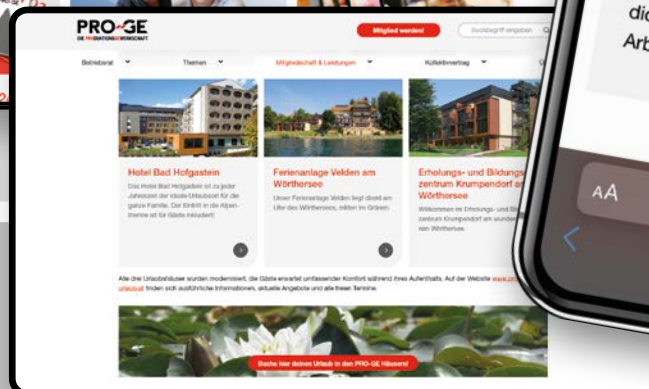 PRO-GE
DIE PRODUKTIONSGEWERKSCHAFT
Mitglied werden!
Suchbegriff eingeben
Betriebsrat
Themen
Mitgliedschaft & Leistungen
Kollektivvertrag
Hotel Bad Hofgastein
Das Hotel Bad Hofgastein ist zu jeder
Jahreszeit der ideale Urlaubsort für die
ganze Familie. Der Eintritt in die Alpen-
therme ist für Gäste inkludiert!
Ferienanlage Velden am
Wörthersee
Unser Ferienanlage Velden liegt direkt am
Ufer des Wörthersees, mitten im Grünen.
Erholungs- und Bildungs
zentrum Krumpendorf a
Wörthersee
Willkommen im Erholungs- und
zentrum Krumpendorf am
nen Wörthersee.
Alle drei Urlaubshäuser wurden modernisiert, die Gäste erwartet umfassender Komfort während ihres Aufenthalts. Auf der Website
finden sich ausführliche Informationen, aktuelle Angebote und alle freien Termine.
Buche hier deinen Urlaub in den PRO-GE Häusern!
Arb
AA